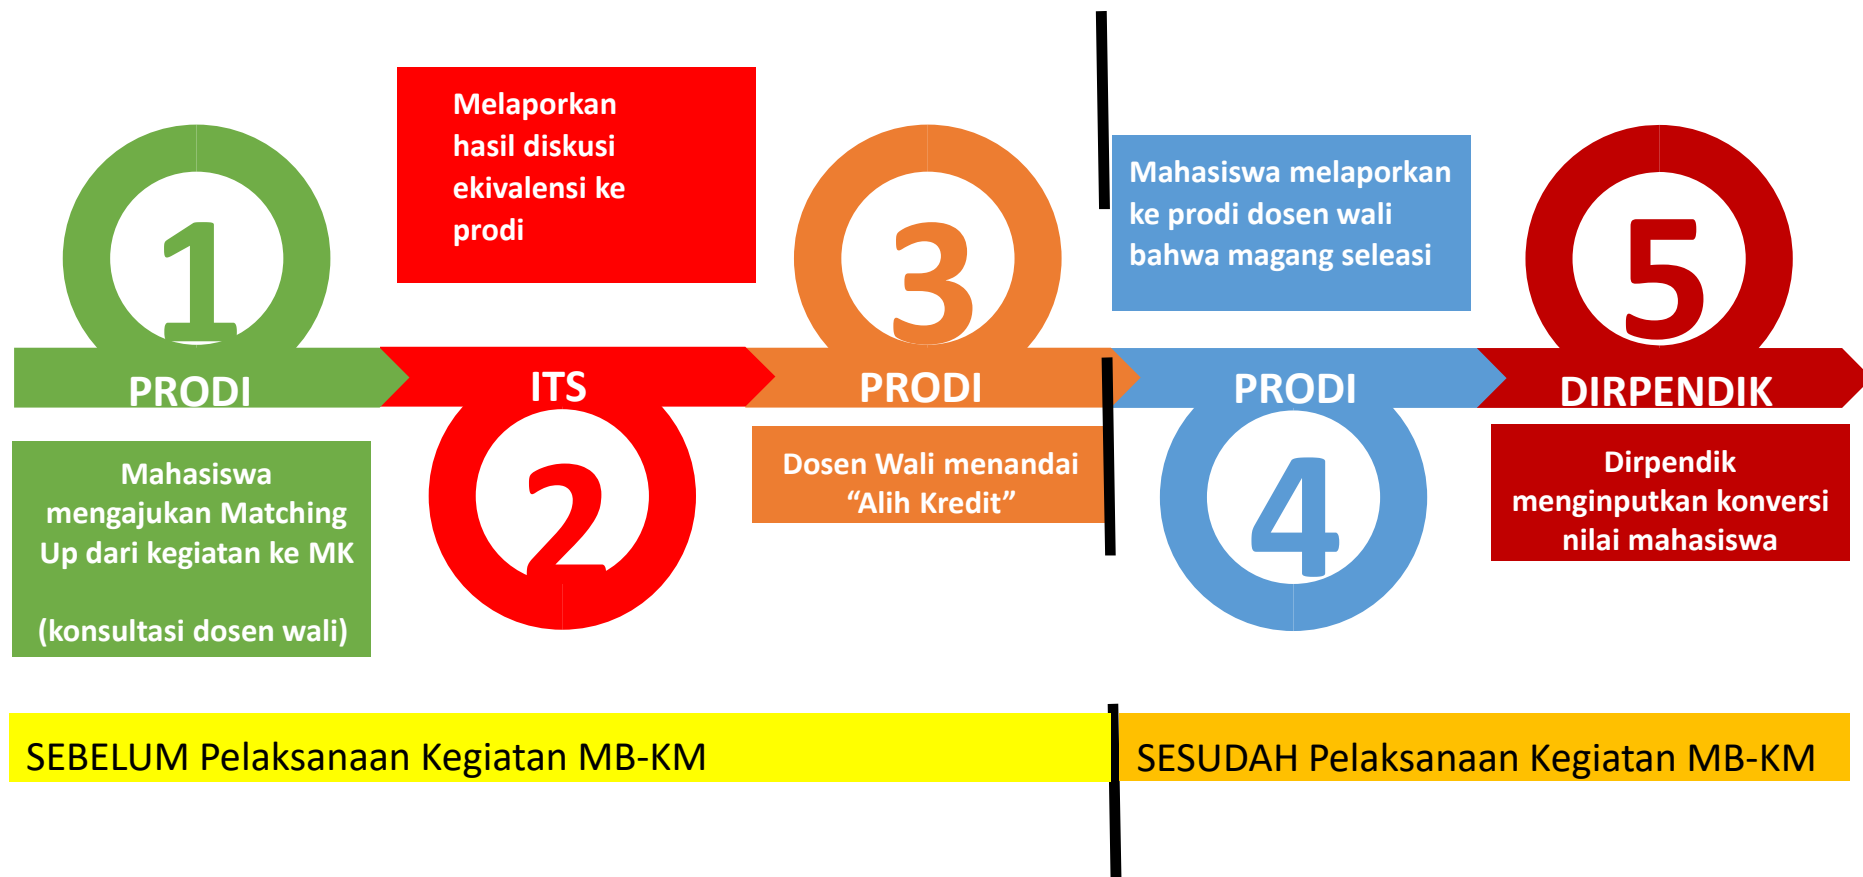 1
PRODI
Mahasiswa
mengajukan Matching
Up dari kegiatan ke MK
(konsultasi dosen wali)
Melaporkan
hasil diskusi
ekivalensi ke
prodi
ITS
2
3
PRODI
Dosen Wali menandai
“Alih Kredit”
Mahasiswa melaporkan
ke prodi dosen wali
bahwa magang seleasi
PRODI
4
5
DIRPENDIK
Dirpendik
menginputkan konversi
nilai mahasiswa
SEBELUM Pelaksanaan Kegiatan MB-KM
SESUDAH Pelaksanaan Kegiatan MB-KM